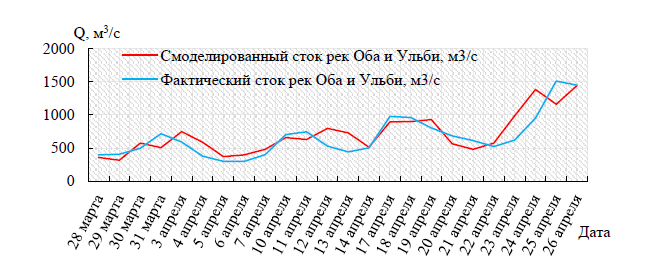 Q, м³/с
2000
1500
1000
500
0
Смоделированный сток рек Оба и Ульби, м3/с
Фактический сток рек Оба и Ульби, м3/с
28 марта
29 марта
30 марта
31 марта
3 апреля
4 апреля
5 апреля
6 апреля
7 апреля
10 апреля
11 апреля
12 апреля
13 апреля
14 апреля
17 апреля
18 апреля
19 апреля
20 апреля
21 апреля
22 апреля
23 апреля
24 апреля
25 апреля
26 апреля
Дата